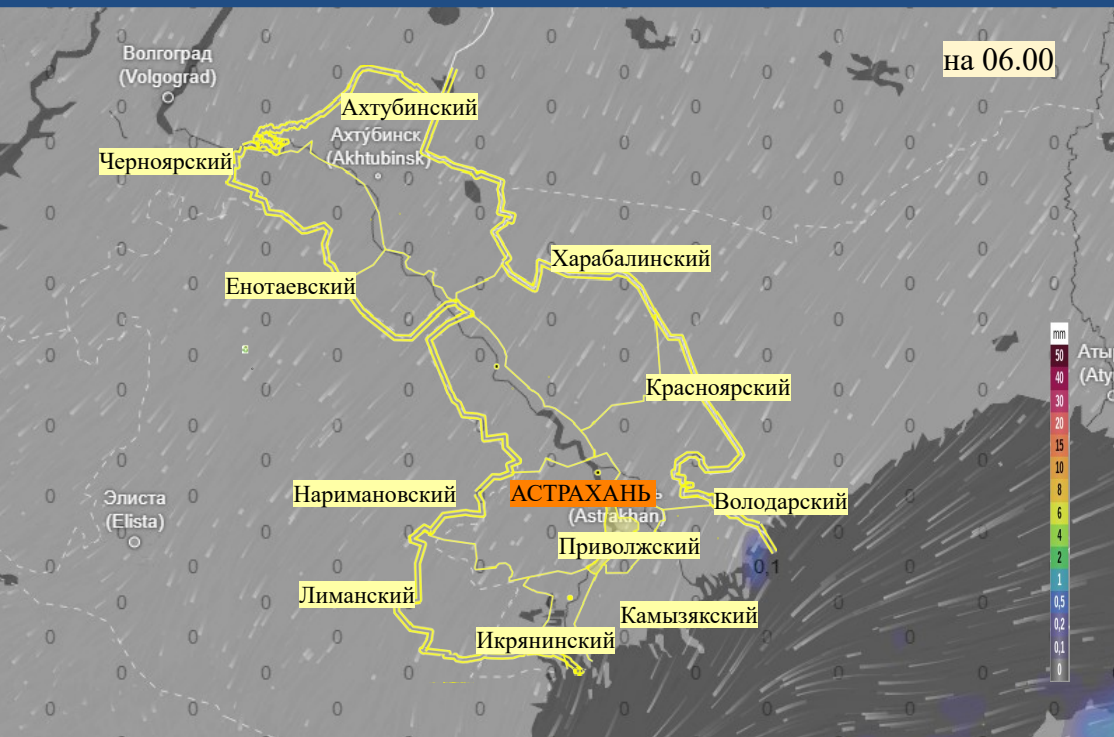 на 06.00
Волгоград
(Volgograd)
Ахтубинский
Ахтубинск
(Akhtubinsk)
Черноярский
Харабалинский
Енотаевский
mm
50
40
30
20
15
10
8
6
4
2
1
0,5
0,2
0,1
0
Красноярский
Наримановский
АСТРАХАНЬ
(Astrakhan)
Володарский
Элиста
(Elista)
Приволжский
0,1
Лиманский
Камызякский
Икрянинский